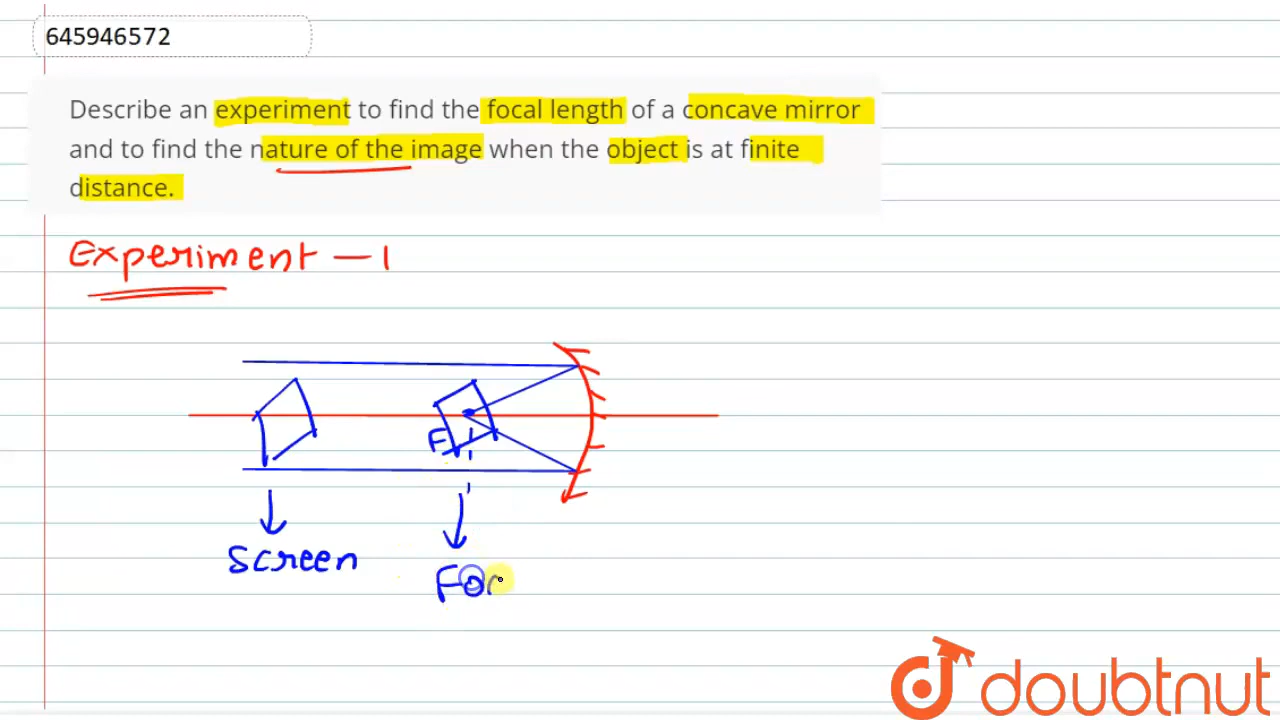 645946572
Describe an experiment to find the focal length of a concave mirror
and to find the nature of the image when the object is at finite
distance.
Experiment - 1
F
Screen
For
doubtnut